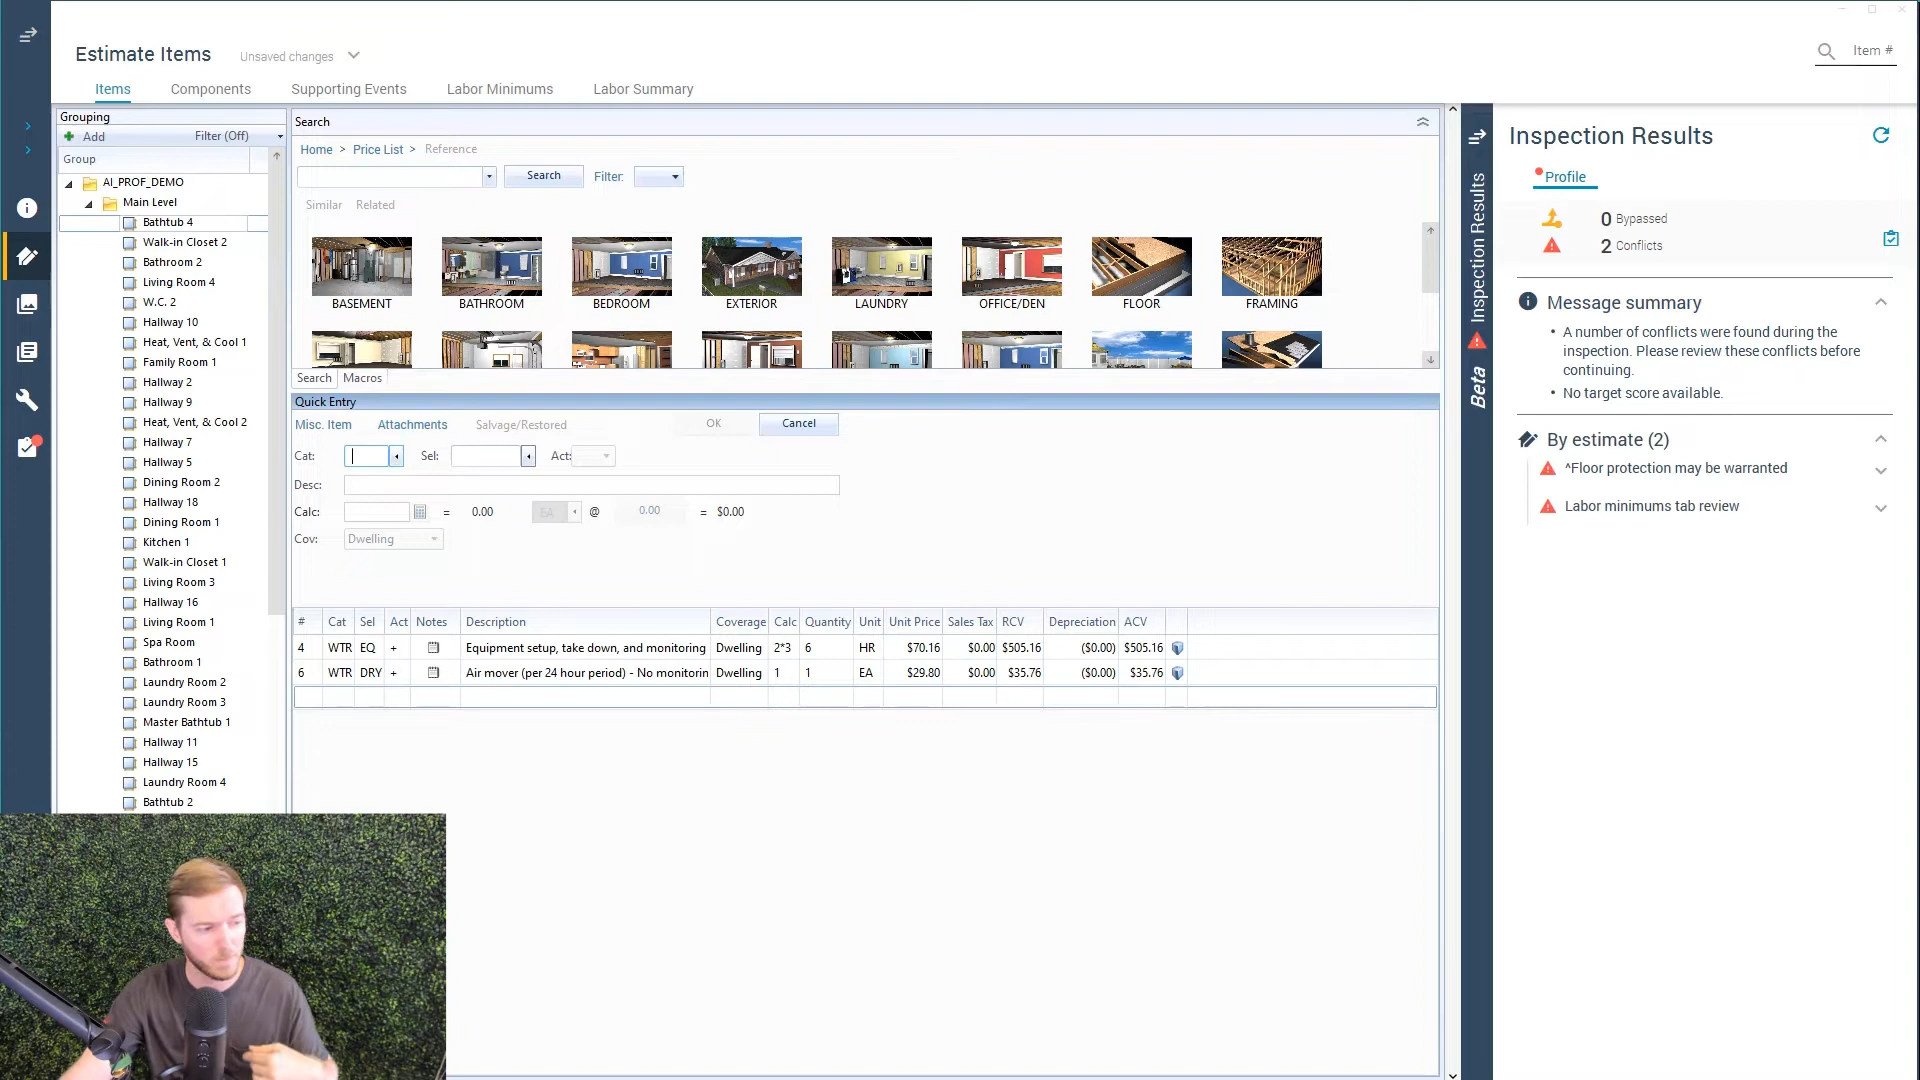 Estimate Items
Unsaved changes
Item #
Items Components Supporting Events Labor Minimums Labor Summary
Grouping
Add Filter (Off)
Group
AI_PROF_DEMO
Main Level
Bathtub 4
Walk-in Closet 2
Bathroom 2
Living Room 4
W.C. 2
Hallway 10
Heat, Vent, & Cool 1
Family Room 1
Hallway 2
Hallway 9
Heat, Vent, & Cool 2
Hallway 7
Hallway 5
Dining Room 2
Hallway 18
Dining Room 1
Kitchen 1
Walk-in Closet 1
Living Room 3
Hallway 16
Living Room 1
Spa Room
Bathroom 1
Laundry Room 2
Laundry Room 3
Master Bathtub 1
Hallway 11
Hallway 15
Laundry Room 4
Bathtub 2
Search
Home > Price List > Reference
Search Filter:
Similar Related
BASEMENT BATHROOM BEDROOM EXTERIOR LAUNDRY OFFICE/DEN FLOOR FRAMING
Search Macros
Quick Entry
Misc. Item Attachments Salvage/Restored OK Cancel
Cat: Sel: Act:
Desc:
Calc: = 0.00 EA @ 0.00 = $0.00
Cov: Dwelling
# Cat Sel Act Notes Description Coverage Calc Quantity Unit Unit Price Sales Tax RCV Depreciation ACV
4 WTR EQ + Equipment setup, take down, and monitoring Dwelling 2*3 6 HR $70.16 $0.00 $505.16 ($0.00) $505.16
6 WTR DRY + Air mover (per 24 hour period) - No monitorin Dwelling 1 1 EA $29.80 $0.00 $35.76 ($0.00) $35.76
Inspection Results
Beta
Inspection Results
Profile
0 Bypassed
2 Conflicts
Message summary
• A number of conflicts were found during the
inspection. Please review these conflicts before
continuing.
• No target score available.
By estimate (2)
^Floor protection may be warranted
Labor minimums tab review